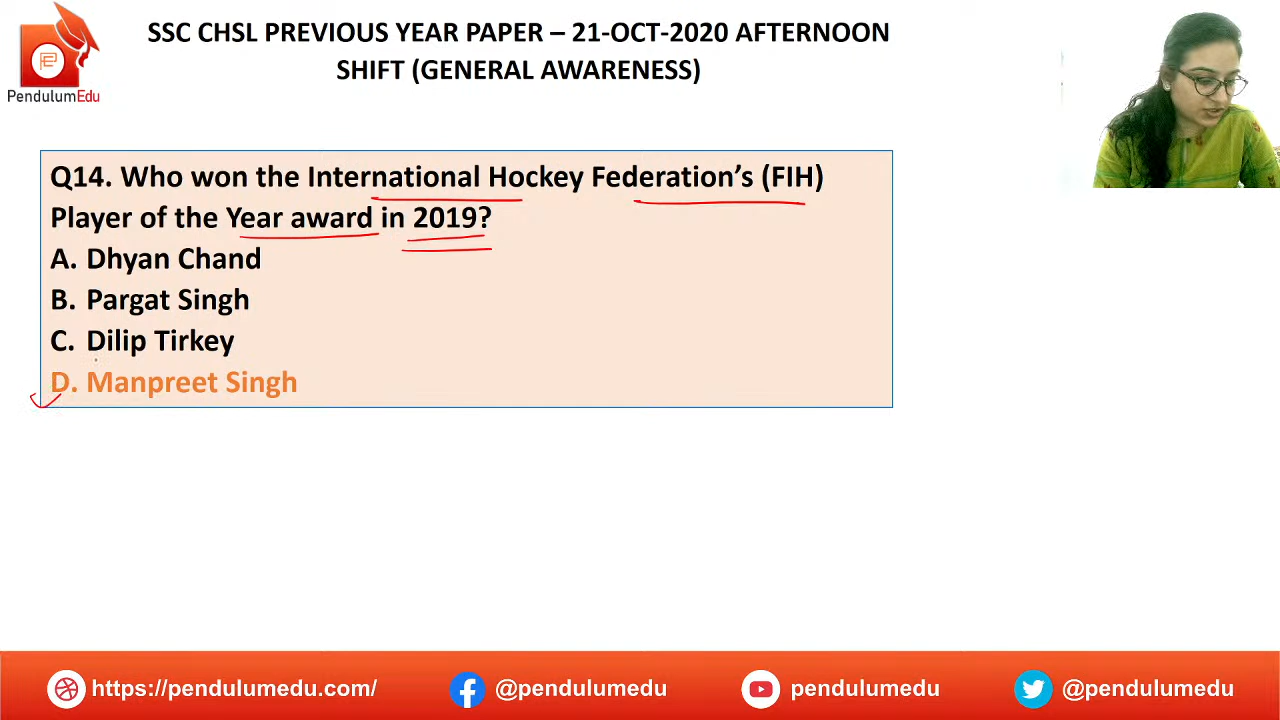 SSC CHSL PREVIOUS YEAR PAPER – 21-OCT-2020 AFTERNOON
SHIFT (GENERAL AWARENESS)
PE
PendulumEdu
Q14. Who won the International Hockey Federation’s (FIH)
Player of the Year award in 2019?
A. Dhyan Chand
B. Pargat Singh
C. Dilip Tirkey
D. Manpreet Singh
https://pendulumedu.com/
@pendulumedu
pendulumedu
@pendulumedu